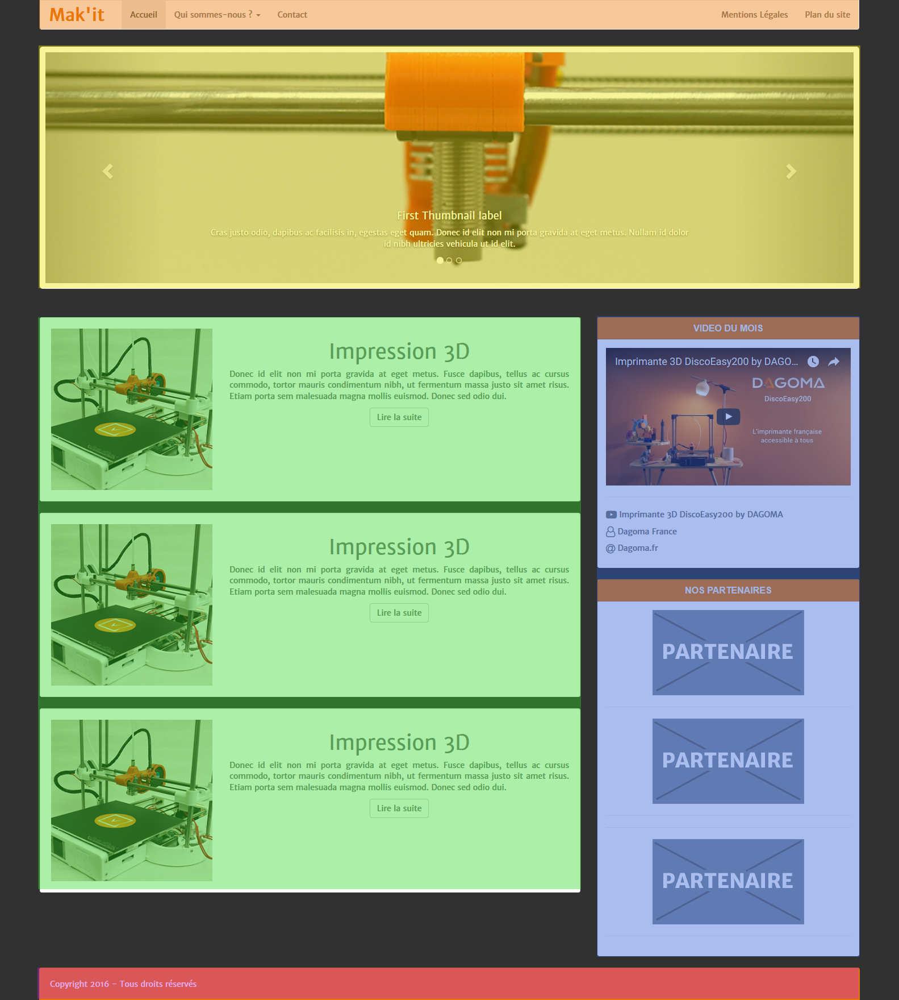 Mak'it
Accueil
Qui sommes-nous ?
Contact
Mentions Légales
Plan du site
First Thumbnail label
Cras justo odio, dapibus ac facilisis in, egestas eget quam. Donec id elit non mi porta gravida at eget metus. Nullam id dolor
id nibh ultricies vehicula ut id elit.
Impression 3D
Donec id elit non mi porta gravida at eget metus. Fusce dapibus, tellus ac cursus
commodo, tortor mauris condimentum nibh, ut fermentum massa justo sit amet risus.
Etiam porta sem malesuada magna mollis euismod. Donec sed odio dui.
Lire la suite
Impression 3D
Donec id elit non mi porta gravida at eget metus. Fusce dapibus, tellus ac cursus
commodo, tortor mauris condimentum nibh, ut fermentum massa justo sit amet risus.
Etiam porta sem malesuada magna mollis euismod. Donec sed odio dui.
Lire la suite
Impression 3D
Donec id elit non mi porta gravida at eget metus. Fusce dapibus, tellus ac cursus
commodo, tortor mauris condimentum nibh, ut fermentum massa justo sit amet risus.
Etiam porta sem malesuada magna mollis euismod. Donec sed odio dui.
Lire la suite
VIDEO DU MOIS
Imprimante 3D DiscoEasy200 by DAGO...
DAGOMA
DiscoEasy200
L'imprimante française
accessible à tous
Imprimante 3D DiscoEasy200 by DAGOMA
Dagoma France
@ Dagoma.fr
NOS PARTENAIRES
PARTENAIRE
PARTENAIRE
PARTENAIRE
Copyright 2016 - Tous droits réservés